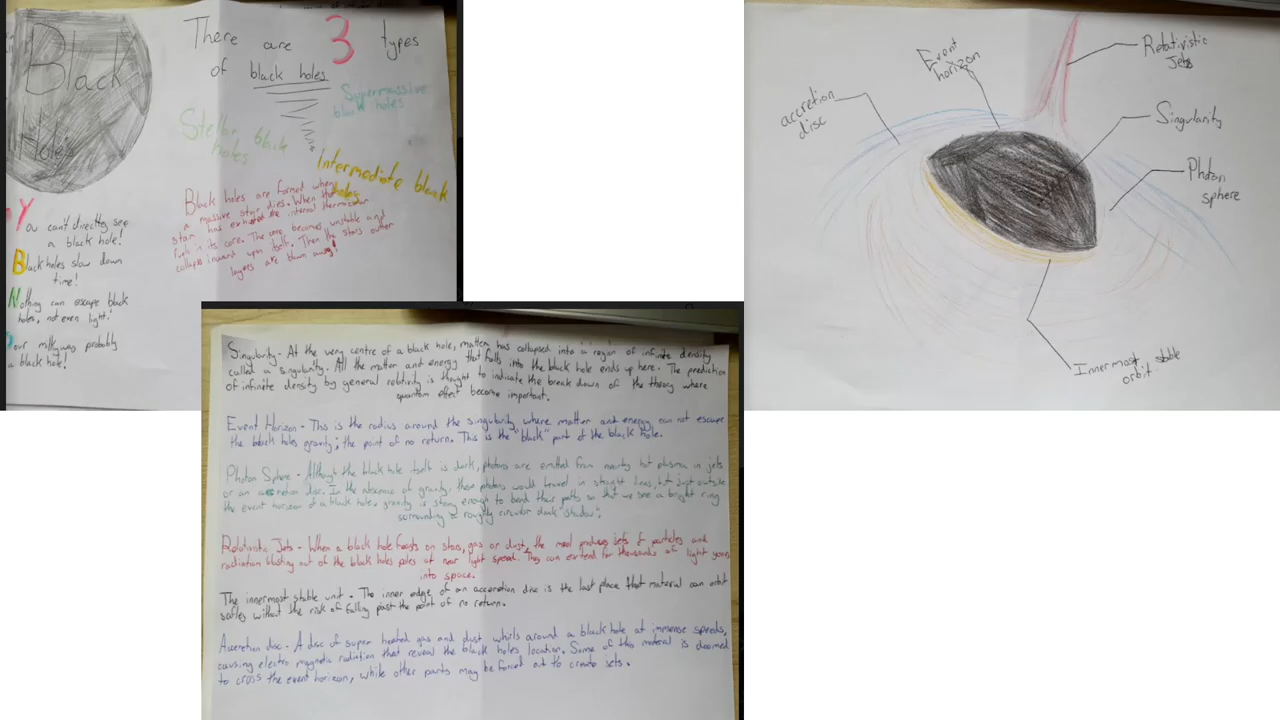 Black
Holes
There are 3 types
of black holes
Supermassive
black holes
Stellar black
holes
Intermediate black
holes
Black holes are formed when
a massive stair dies. When the
star has exhusted the internal thermonuclear
fuels in its core. The core becomes unstable and
collapse inward upon itself. Then the stars outter
layers are blown away!
You can't directley see
a black hole!
Black holes slow down
time!
Nothing can escape black
holes, not even light!
our milkyway probably
a black hole!
Singularity - At the very centre of a black hole, matter has collapsed into a region of infinite density
called a singularity. All the matter and energy that falls into the black hole ends up here. The prediction
of infinite density by general relativity is thought to indicate the break down of the theory where
quantum effect become important.
Event Horizon - This is the radius around the singularity where matter and energy can not escape
the black holes gravity; the point of no return. This is the "black" part of the black hole.
Photon Sphere - Although the black hole itself is dark, photons are emitted from nearby hot plasma in jets
or an accretion disc. In the absence of gravity, these photons would travel in straight lines, but just outside
the event horizon of a black hole, gravity is strong enough to bend their paths so that we see a bright ring
surrounding a roughly circular dark "shadow".
Relativistic Jets - When a black hole feasts on stars, gas or dust, the meal produces jets of particles and
radiation blasting out of the black holes poles at near light speed. They can extend for thousands of light years
into space.
The innermost stable unit - The inner edge of an acceration disc is the last place that material can orbit
safley without the risk of falling past the point of no return.
Accretion disc - A disc of super heated gas and dust whirls around a black hole at immense speeds,
causing electro magnetic radiation that reveal the black holes location. Some of this material is doomed
to cross the event horizon, while other parts may be forced out to create sets.
accretion
disc
Event
horizon
Relativistic
Jets
Singularity
Photon
sphere
Innermost stable
orbit